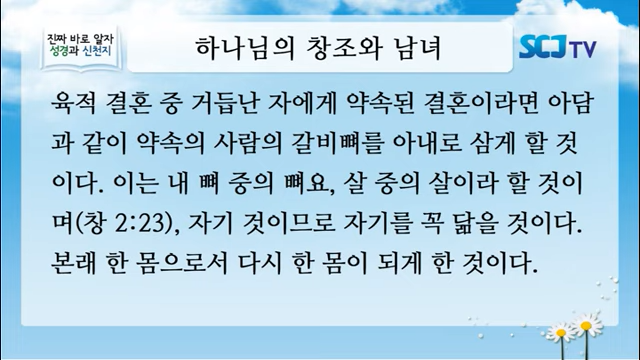 진짜 바로 알자
성경과 신천지
하나님의 창조와 남녀
SCJ TV
육적 결혼 중 거듭난 자에게 약속된 결혼이라면 아담
과 같이 약속의 사람의 갈비뼈를 아내로 삼게 할 것
이다. 이는 내 뼈 중의 뼈요, 살 중의 살이라 할 것이
며(창 2:23), 자기 것이므로 자기를 꼭 닮을 것이다.
본래 한 몸으로서 다시 한 몸이 되게 한 것이다.